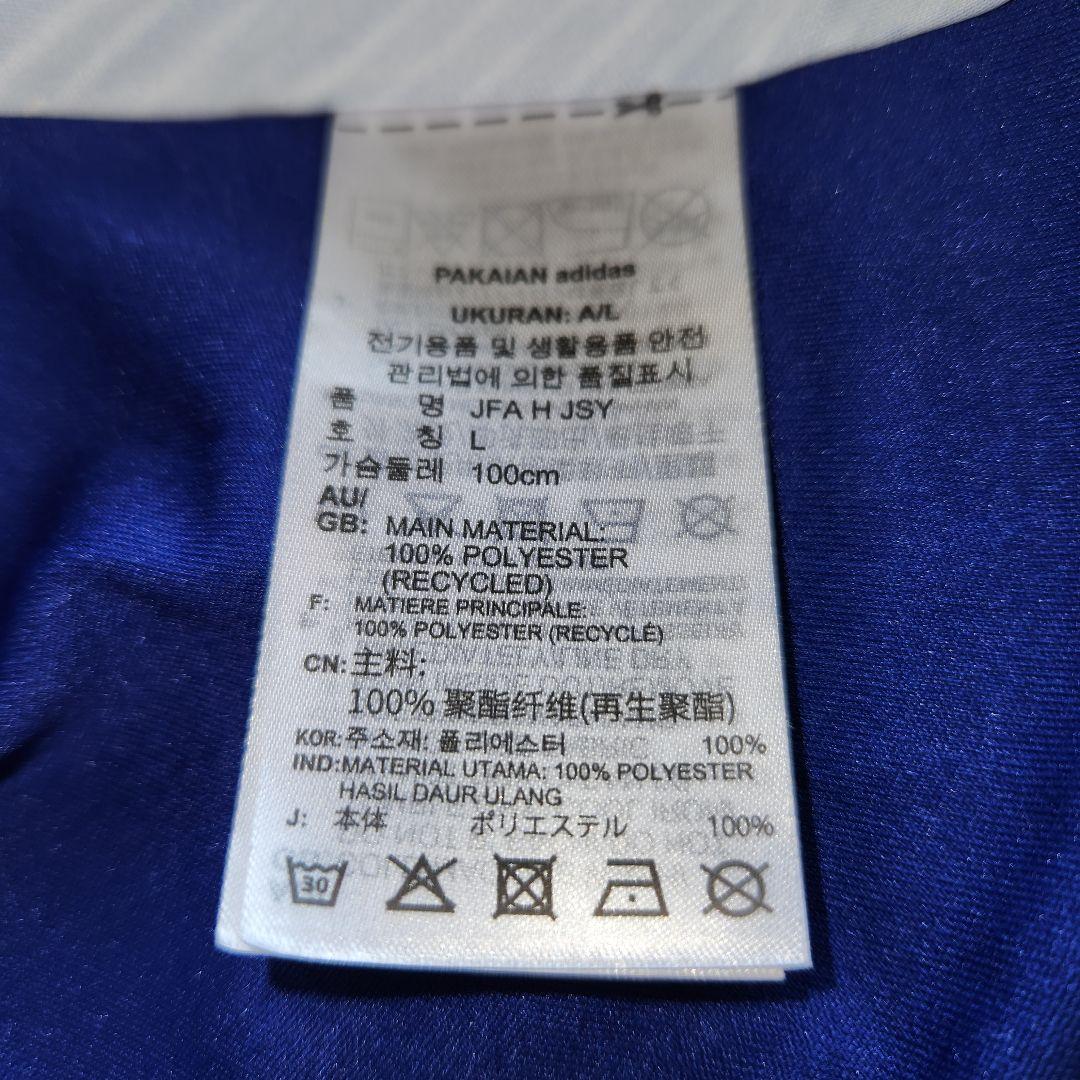 PAKAIAN adidas
UKURAN: A/L
전기용품 및 생활용품 안전
관리법에 의한 품질표시
품 명 JFA H JSY
호 칭 L
가슴둘레 100cm
AU/
GB: MAIN MATERIAL:
100% POLYESTER
(RECYCLED)
F: MATIERE PRINCIPALE:
100% POLYESTER (RECYCLÉ)
CN: 主料:
100% 聚酯纤维(再生聚酯)
KOR: 주소재: 폴리에스터 100%
IND: MATERIAL UTAMA: 100% POLYESTER
HASIL DAUR ULANG
J: 本体 ポリエステル 100%
30